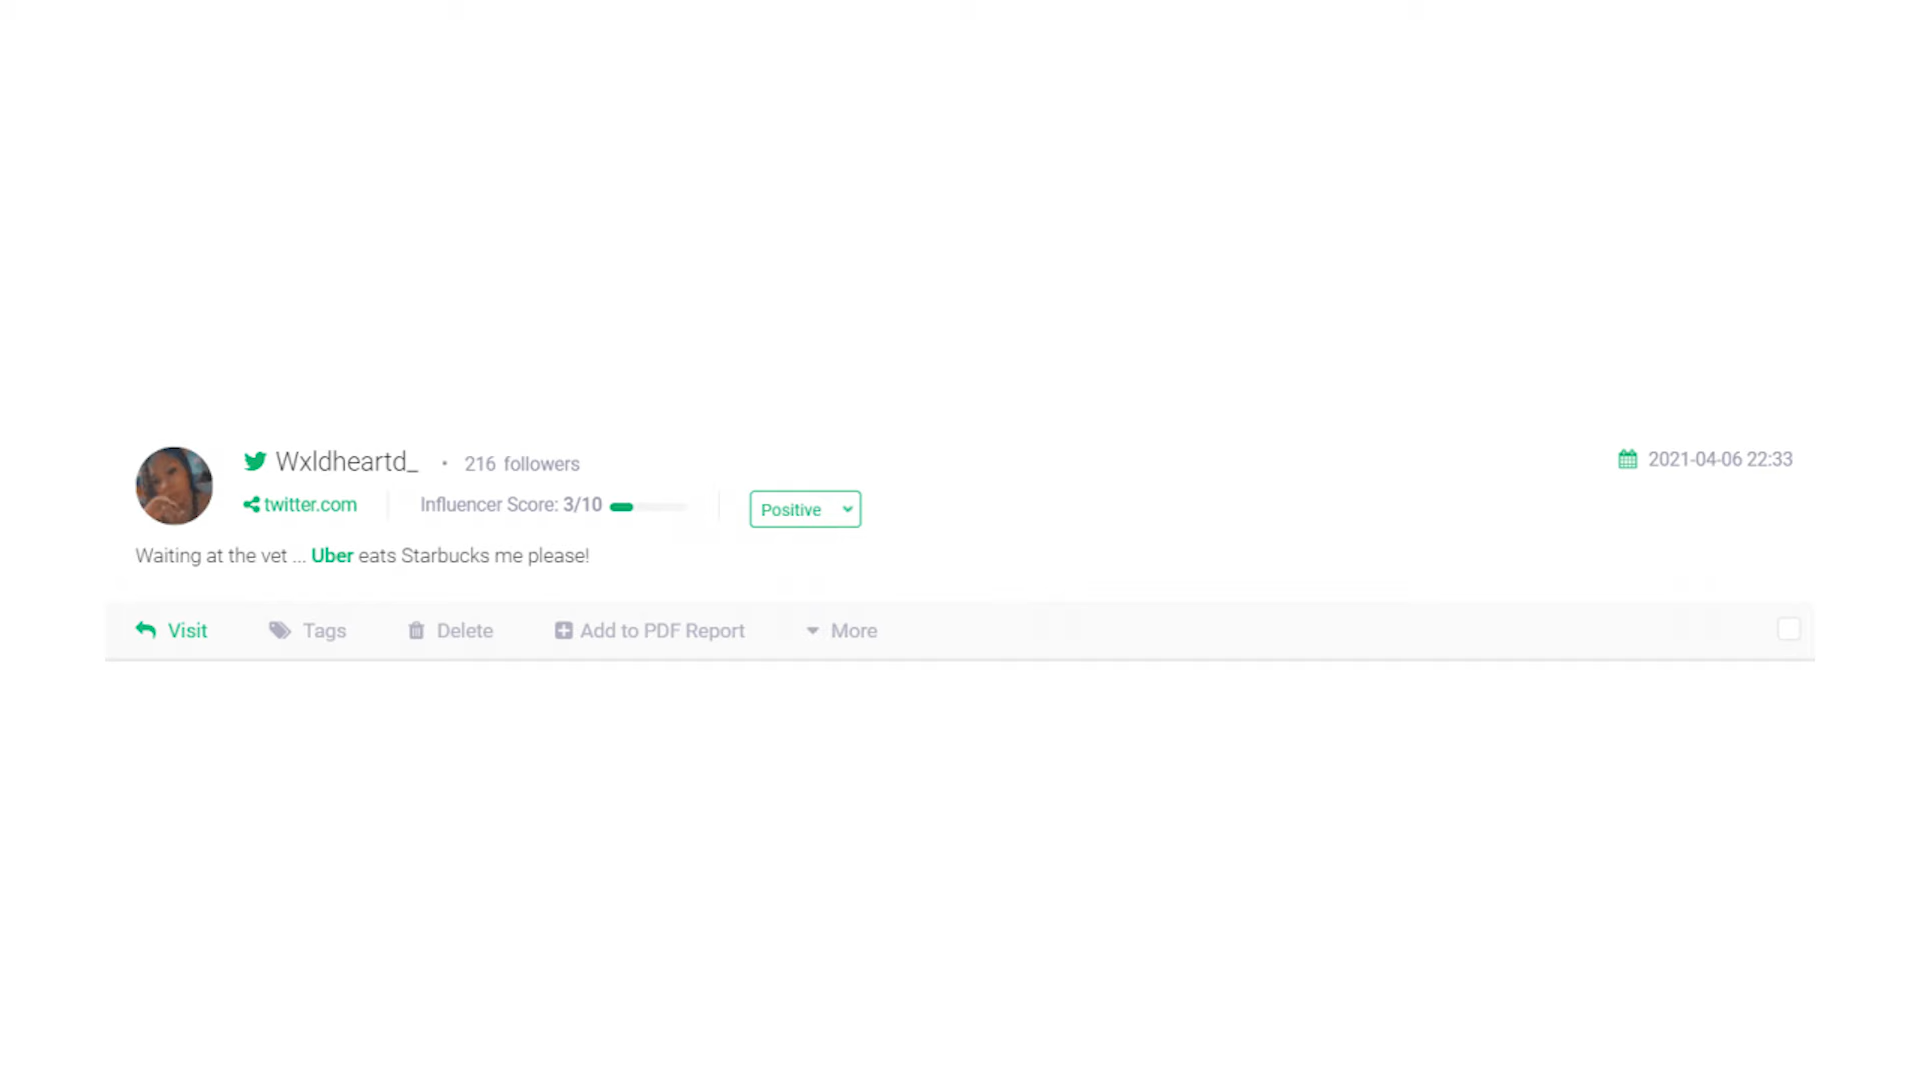 Wxldheartd_ • 216 followers 2021-04-06 22:33
twitter.com Influencer Score: 3/10 Positive
Waiting at the vet ... Uber eats Starbucks me please!
Visit Tags Delete Add to PDF Report More